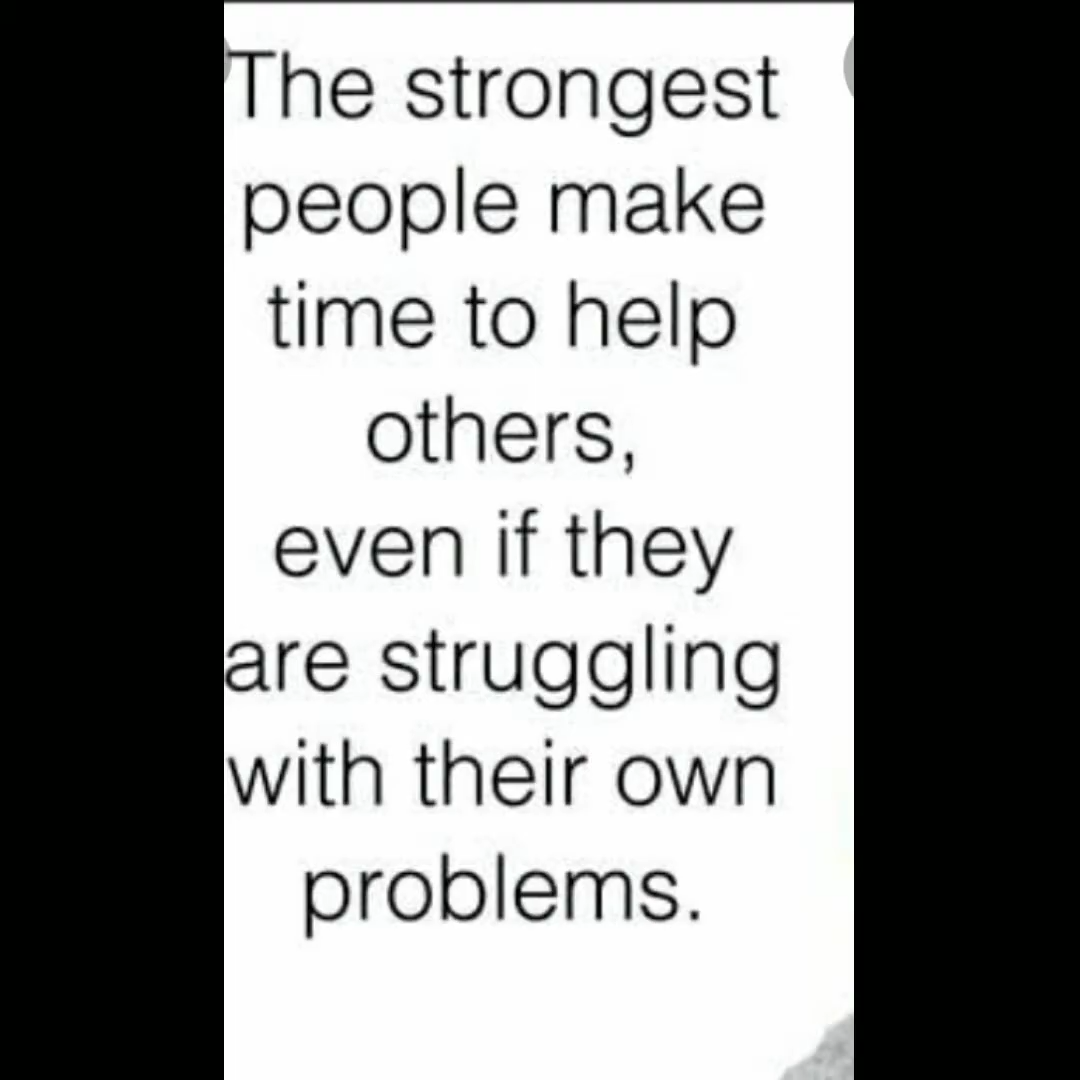 The strongest
people make
time to help
others,
even if they
are struggling
with their own
problems.